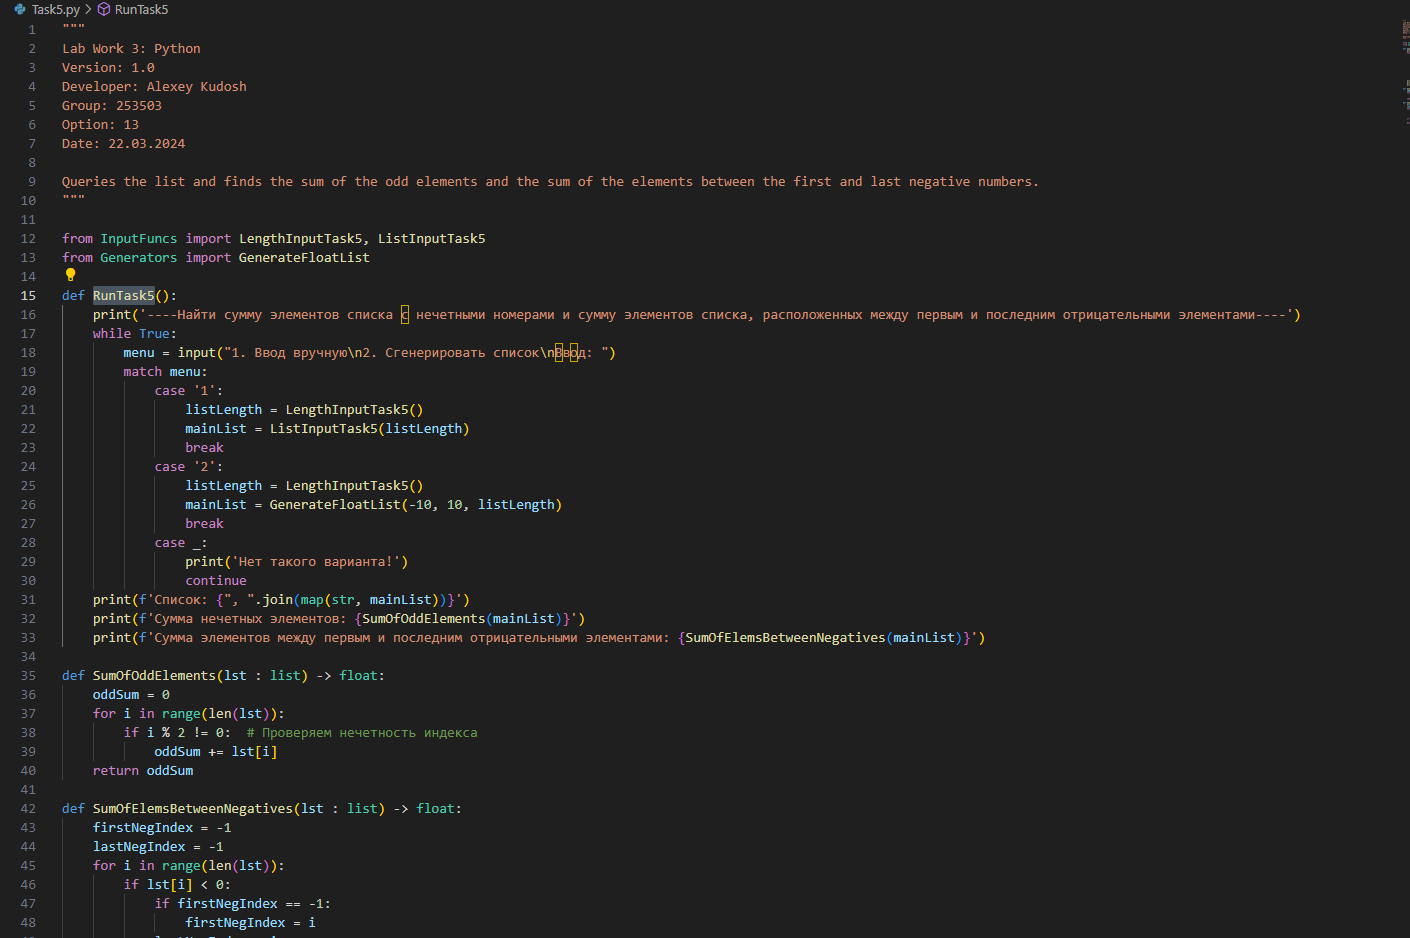 Task5.py > RunTask5
1 """
2 Lab Work 3: Python
3 Version: 1.0
4 Developer: Alexey Kudosh
5 Group: 253503
6 Option: 13
7 Date: 22.03.2024
8
9 Queries the list and finds the sum of the odd elements and the sum of the elements between the first and last negative numbers.
10 """
11
12 from InputFuncs import LengthInputTask5, ListInputTask5
13 from Generators import GenerateFloatList
14
15 def RunTask5():
16     print('----Найти сумму элементов списка с нечетными номерами и сумму элементов списка, расположенных между первым и последним отрицательными элементами----')
17     while True:
18         menu = input("1. Ввод вручную\n2. Сгенерировать список\nВвод: ")
19         match menu:
20             case '1':
21                 listLength = LengthInputTask5()
22                 mainList = ListInputTask5(listLength)
23                 break
24             case '2':
25                 listLength = LengthInputTask5()
26                 mainList = GenerateFloatList(-10, 10, listLength)
27                 break
28             case _:
29                 print('Нет такого варианта!')
30                 continue
31     print(f'Список: {", ".join(map(str, mainList))}')
32     print(f'Сумма нечетных элементов: {SumOfOddElements(mainList)}')
33     print(f'Сумма элементов между первым и последним отрицательными элементами: {SumOfElemsBetweenNegatives(mainList)}')
34
35 def SumOfOddElements(lst : list) -> float:
36     oddSum = 0
37     for i in range(len(lst)):
38         if i % 2 != 0:  # Проверяем нечетность индекса
39             oddSum += lst[i]
40     return oddSum
41
42 def SumOfElemsBetweenNegatives(lst : list) -> float:
43     firstNegIndex = -1
44     lastNegIndex = -1
45     for i in range(len(lst)):
46         if lst[i] < 0:
47             if firstNegIndex == -1:
48                 firstNegIndex = i